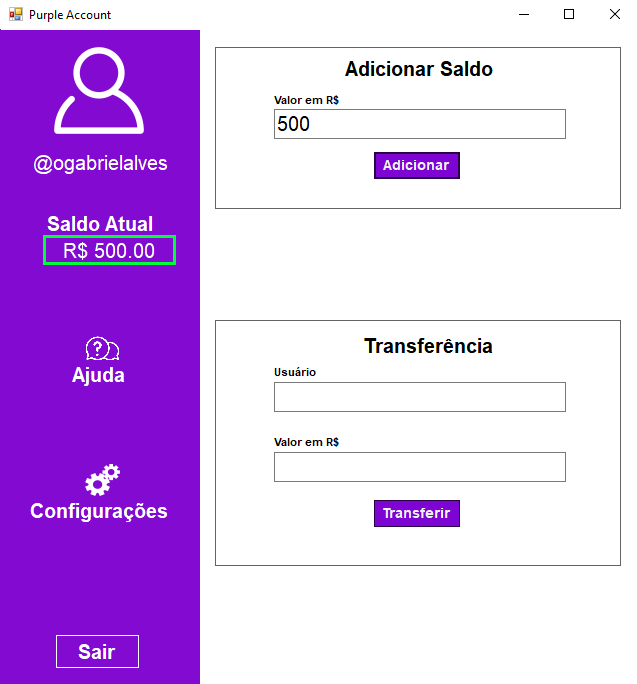 Purple Account
@ogabrielalves
Saldo Atual
R$ 500.00
Ajuda
Configurações
Sair
Adicionar Saldo
Valor em R$
500
Adicionar
Transferência
Usuário
Valor em R$
Transferir